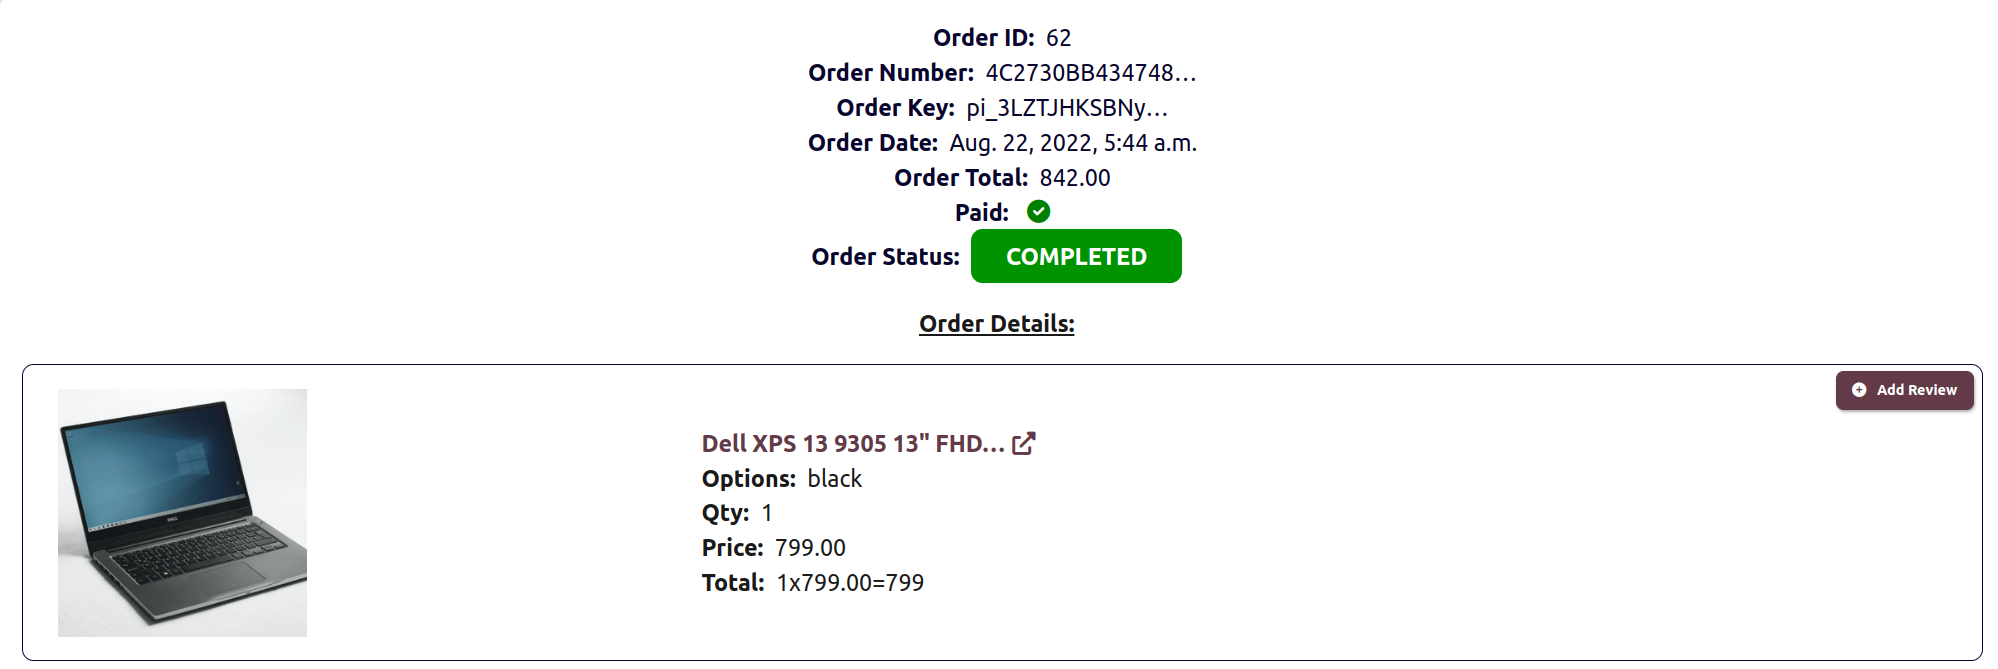 Order ID: 62
Order Number: 4C2730BB434748...
Order Key: pi_3LZTJHKSBNy...
Order Date: Aug. 22, 2022, 5:44 a.m.
Order Total: 842.00
Paid:
Order Status: COMPLETED
Order Details:
Add Review
Dell XPS 13 9305 13" FHD...
Options: black
Qty: 1
Price: 799.00
Total: 1x799.00=799
DELL